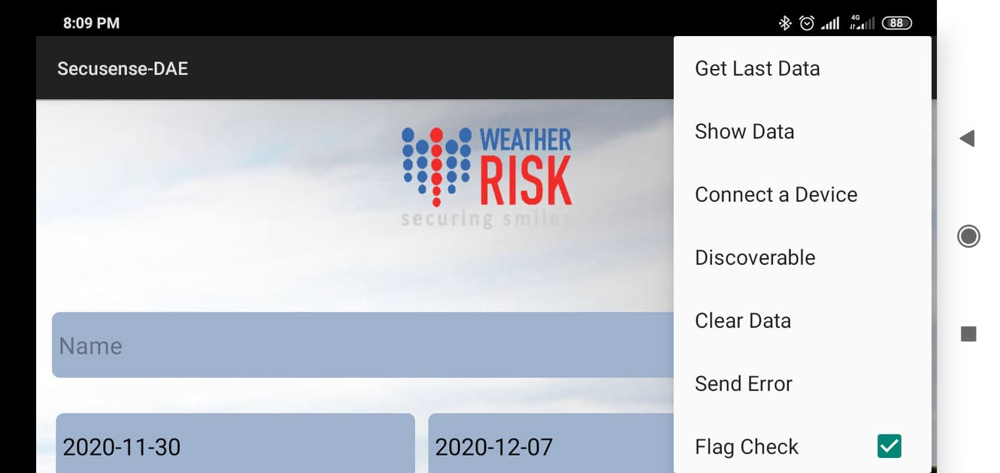 8:09 PM
4G
88
Secusense-DAE
WEATHER
RISK
securing smiles
Name
2020-11-30
2020-12-07
Get Last Data
Show Data
Connect a Device
Discoverable
Clear Data
Send Error
Flag Check